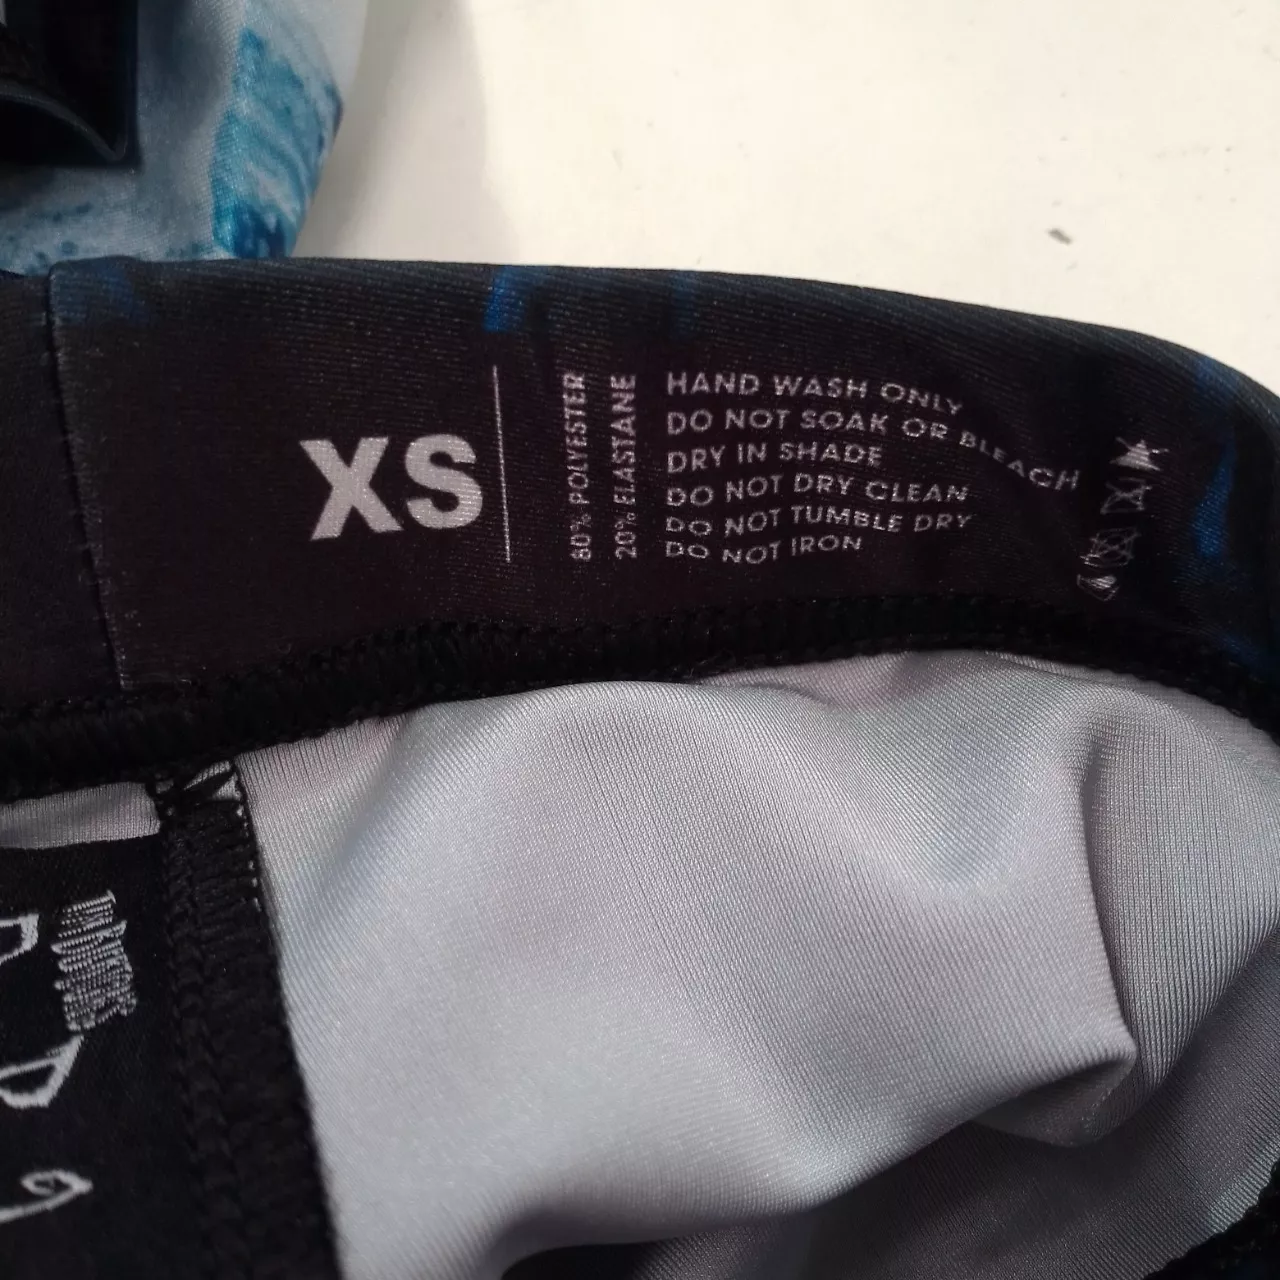 XS
80% POLYESTER
20% ELASTANE
HAND WASH ONLY
DO NOT SOAK OR BLEACH
DRY IN SHADE
DO NOT DRY CLEAN
DO NOT TUMBLE DRY
DO NOT IRON